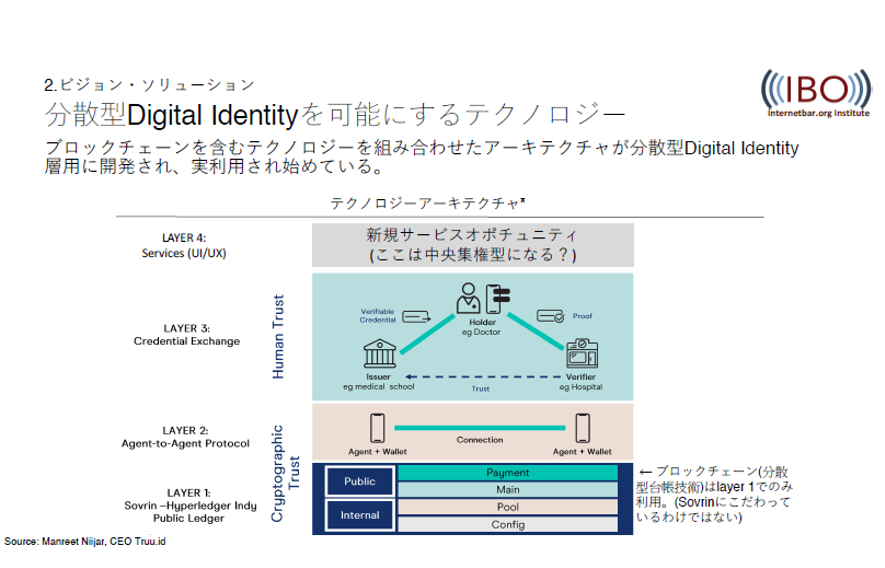 2.ビジョン・ソリューション
分散型Digital Identityを可能にするテクノロジー
((IBO))
Internetbar.org Institute
ブロックチェーンを含むテクノロジーを組み合わせたアーキテクチャが分散型Digital Identity
層用に開発され、実利用され始めている。
テクノロジーアーキテクチャ*
LAYER 4:
Services (UI/UX)
新規サービスオポチュニティ
(ここは中央集権型になる？)
LAYER 3:
Credential Exchange
Human Trust
Verifiable
Credential
Holder
eg Doctor
Proof
Issuer
eg medical school
Trust
Verifier
eg Hospital
LAYER 2:
Agent-to-Agent Protocol
Cryptographic
Trust
Agent + Wallet
Connection
Agent + Wallet
LAYER 1:
Sovrin –Hyperledger Indy
Public Ledger
Public
Internal
Payment
Main
Pool
Config
← ブロックチェーン(分散
型台帳技術)はlayer 1でのみ
利用。(Sovrinにこだわって
いるわけではない)
Source: Manreet Niijar, CEO Truu.id